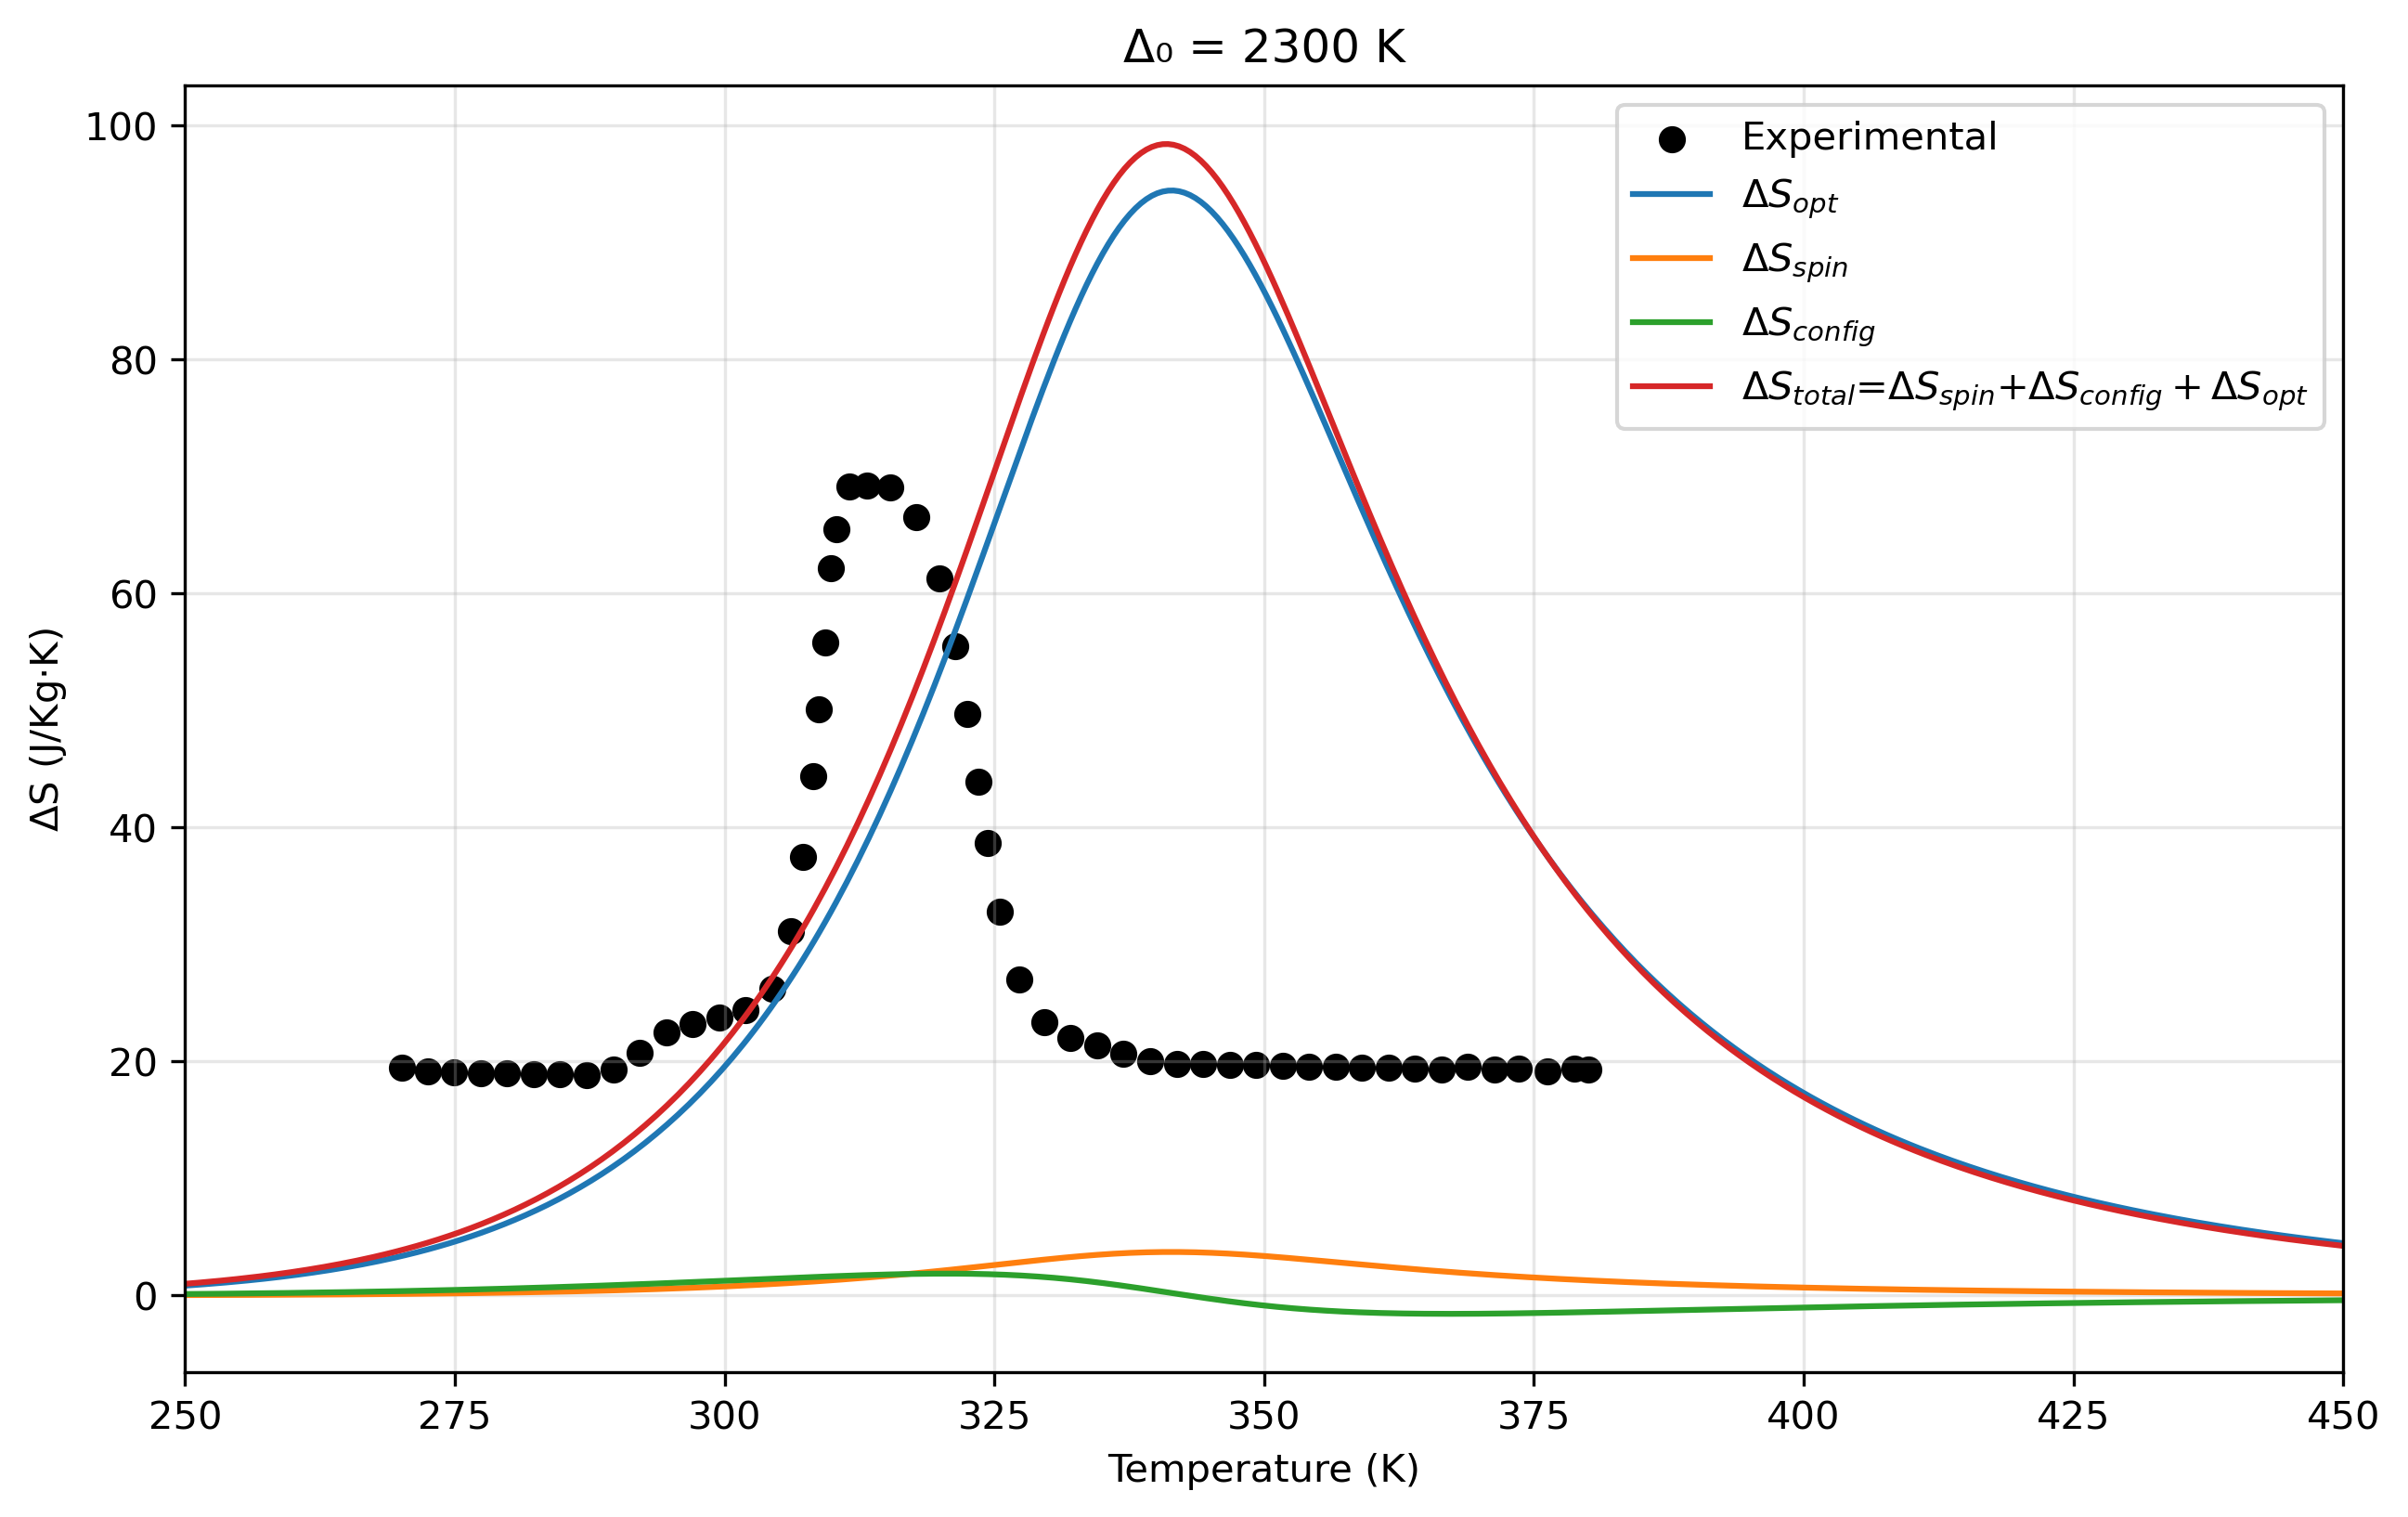 Δ₀ = 2300 K
100
80
60
40
20
0
ΔS (J/Kg·K)
Experimental
ΔS_opt
ΔS_spin
ΔS_config
ΔS_total=ΔS_spin+ΔS_config + ΔS_opt
250 275 300 325 350 375 400 425 450
Temperature (K)